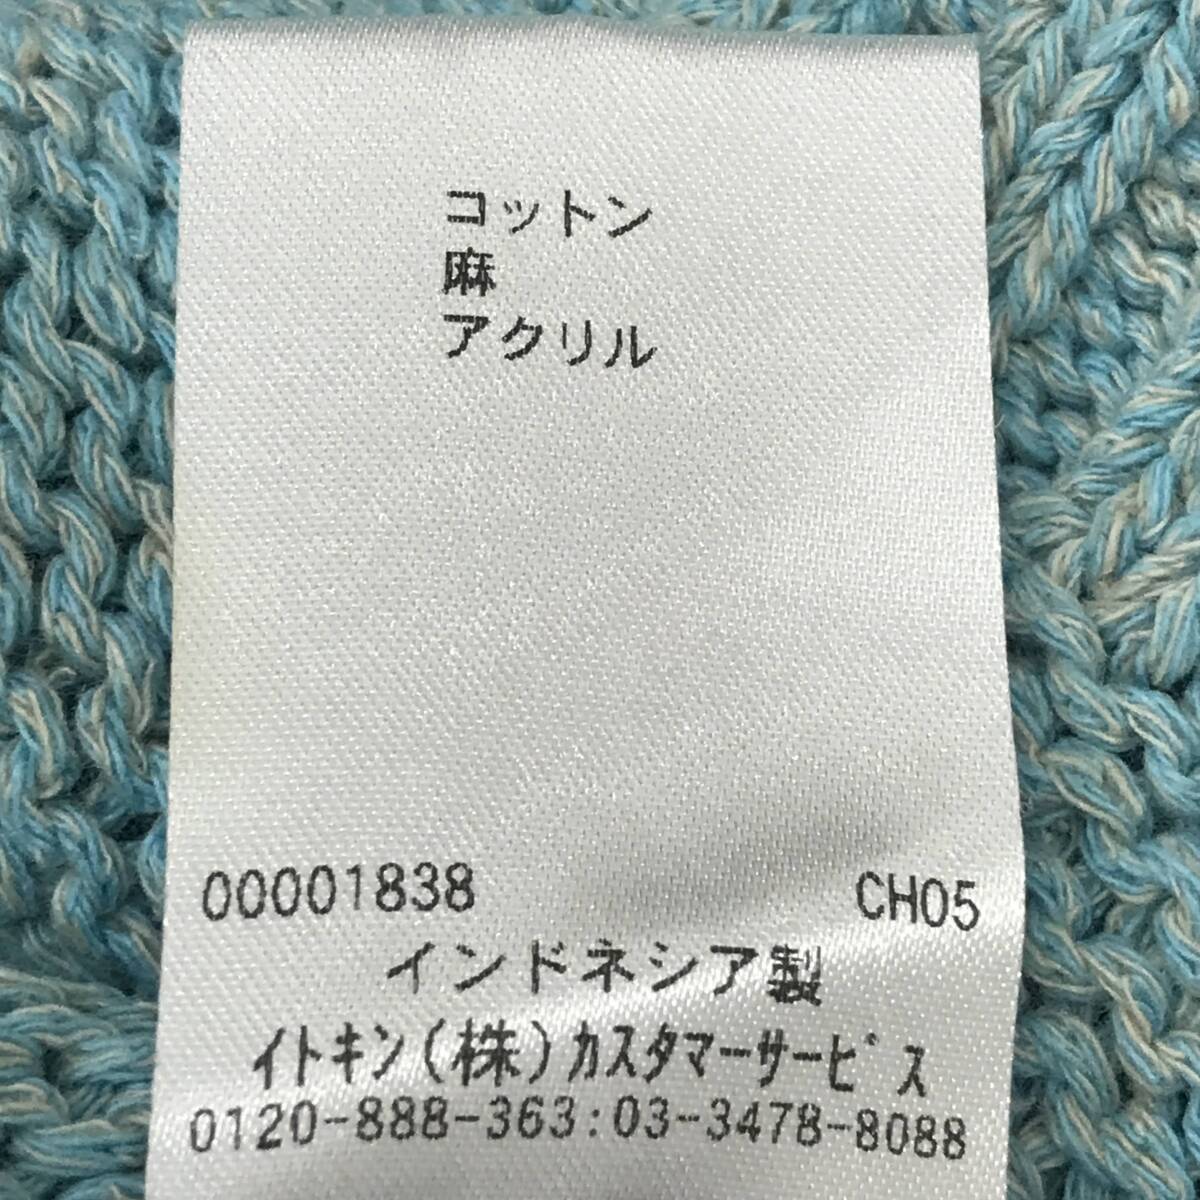 コットン
麻
アクリル
00001838 CH05
インドネシア製
イトキン(株)カスタマーサービス
0120-888-363:03-3478-8088